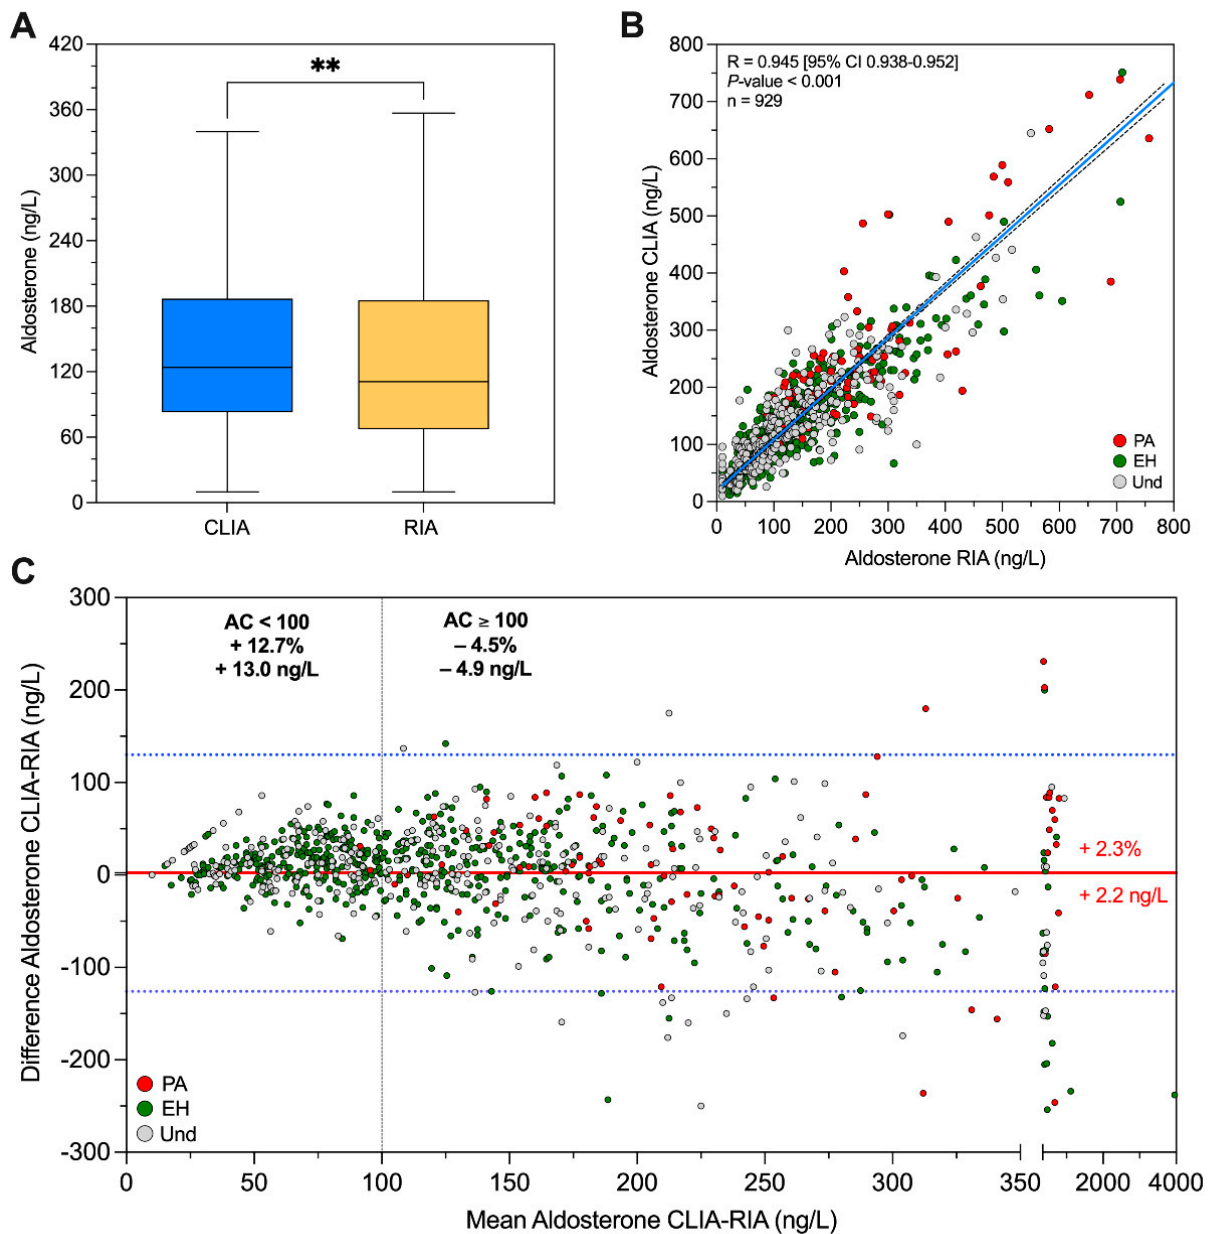 A
420
360
300
240
180
120
60
0
Aldosterone (ng/L)
**
CLIA
RIA
B
800
700
600
500
400
300
200
100
0
Aldosterone CLIA (ng/L)
R = 0.945 [95% CI 0.938-0.952]
P-value < 0.001
n = 929
PA
EH
Und
0 100 200 300 400 500 600 700 800
Aldosterone RIA (ng/L)
C
300
200
100
0
-100
-200
-300
Difference Aldosterone CLIA-RIA (ng/L)
AC < 100
+ 12.7%
+ 13.0 ng/L
AC ≥ 100
– 4.5%
– 4.9 ng/L
+ 2.3%
+ 2.2 ng/L
PA
EH
Und
0 50 100 150 200 250 300 350 2000 4000
Mean Aldosterone CLIA-RIA (ng/L)